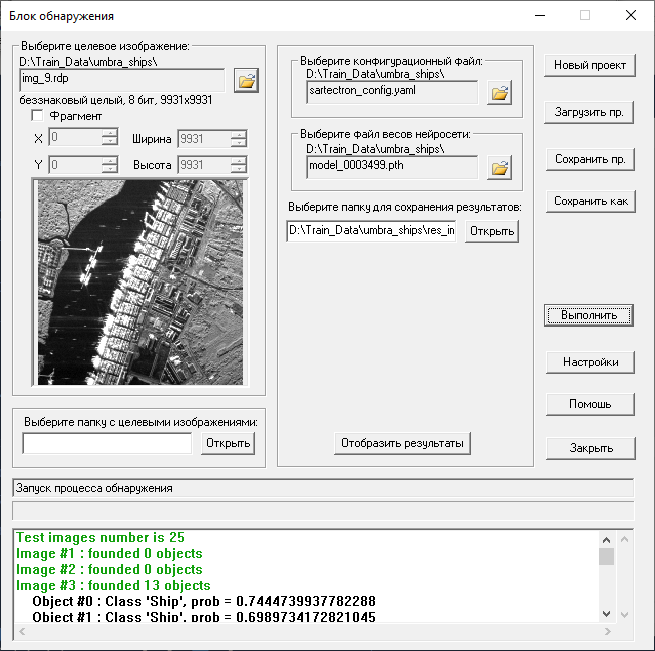 Блок обнаружения
Выберите целевое изображение:
D:\Train_Data\umbra_ships\
img_9.rdp
беззнаковый целый, 8 бит, 9931x9931
Фрагмент
X 0 Ширина 9931
Y 0 Высота 9931
Выберите папку с целевыми изображениями:
Открыть
Выберите конфигурационный файл:
D:\Train_Data\umbra_ships\
sartectron_config.yaml
Выберите файл весов нейросети:
D:\Train_Data\umbra_ships\
model_0003499.pth
Выберите папку для сохранения результатов:
D:\Train_Data\umbra_ships\res_in
Открыть
Отобразить результаты
Новый проект
Загрузить пр.
Сохранить пр.
Сохранить как
Выполнить
Настройки
Помошь
Закрыть
Запуск процесса обнаружения
Test images number is 25
Image #1 : founded 0 objects
Image #2 : founded 0 objects
Image #3 : founded 13 objects
Object #0 : Class 'Ship', prob = 0.7444739937782288
Object #1 : Class 'Ship', prob = 0.6989734172821045